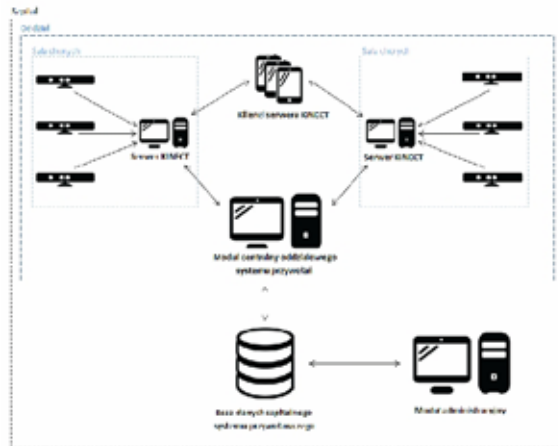 Szpital
Oddział
Sala chorych
Sala chorych
Klienci serwera KINECT
Serwer KINECT
Serwer KINECT
Moduł centralny oddziałowego
systemu przywołań
Baza danych szpitalnego
systemu przywoławczego
Moduł administracyjny